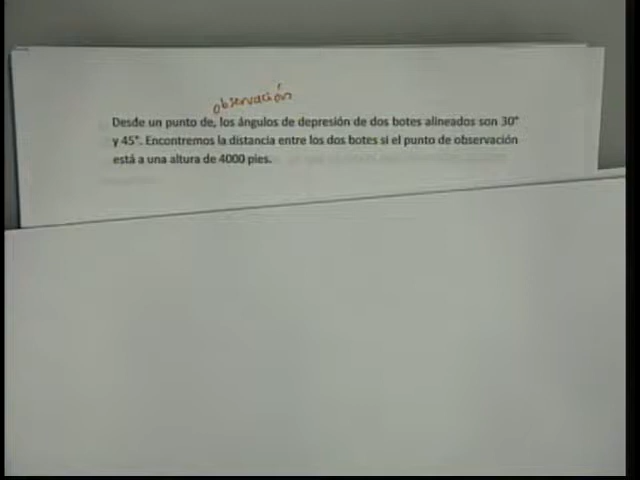 observación
Desde un punto de, los ángulos de depresión de dos botes alineados son 30°
y 45°. Encontremos la distancia entre los dos botes si el punto de observación
está a una altura de 4000 pies.